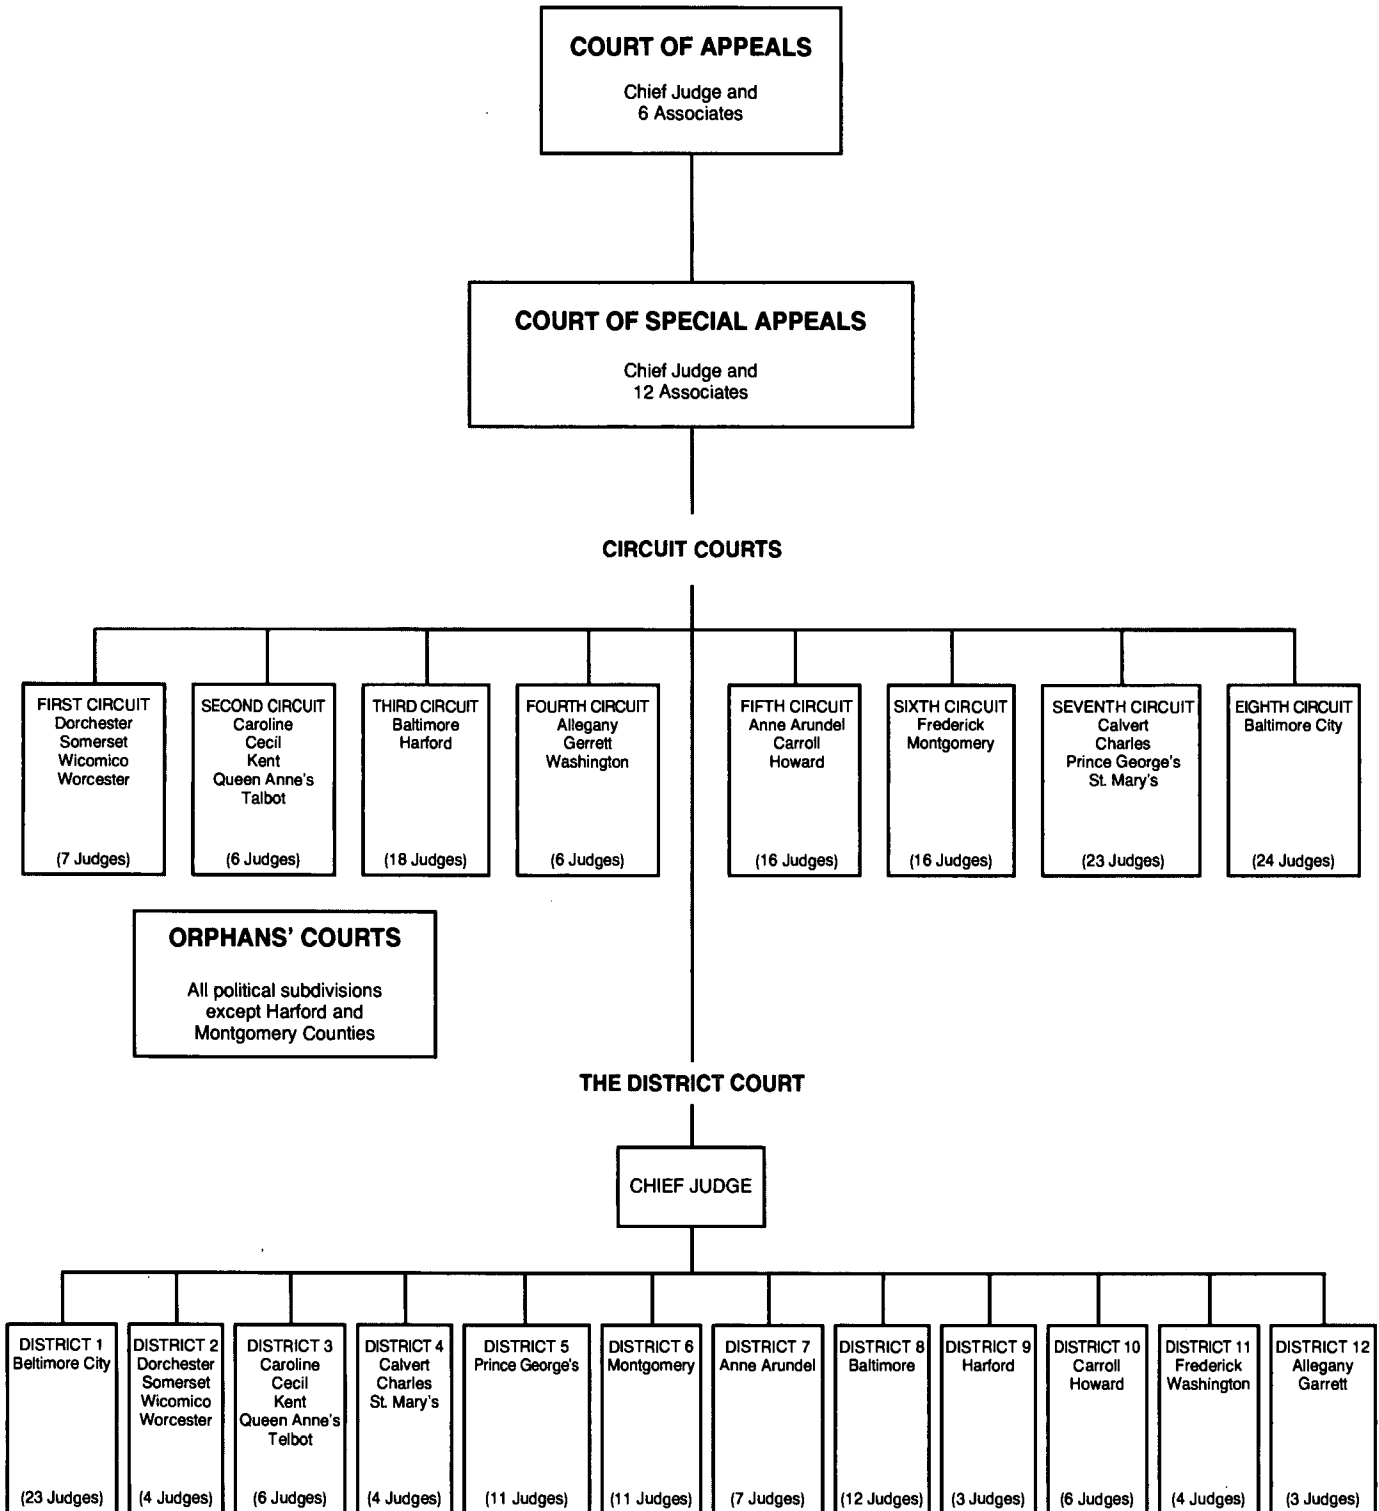 COURT OF APPEALS
Chief Judge and
6 Associates
COURT OF SPECIAL APPEALS
Chief Judge and
12 Associates
CIRCUIT COURTS
FIRST CIRCUIT
Dorchester
Somerset
Wicomico
Worcester
(7 Judges)
SECOND CIRCUIT
Caroline
Cecil
Kent
Queen Anne's
Talbot
(6 Judges)
THIRD CIRCUIT
Baltimore
Harford
(18 Judges)
FOURTH CIRCUIT
Allegany
Gerrett
Washington
(6 Judges)
FIFTH CIRCUIT
Anne Arundel
Carroll
Howard
(16 Judges)
SIXTH CIRCUIT
Frederick
Montgomery
(16 Judges)
SEVENTH CIRCUIT
Calvert
Charles
Prince George's
St. Mary's
(23 Judges)
EIGHTH CIRCUIT
Baltimore City
(24 Judges)
ORPHANS' COURTS
All political subdivisions
except Harford and
Montgomery Counties
THE DISTRICT COURT
CHIEF JUDGE
DISTRICT 1
Beltimore City
(23 Judges)
DISTRICT 2
Dorchester
Somerset
Wicomico
Worcester
(4 Judges)
DISTRICT 3
Caroline
Cecil
Kent
Queen Anne's
Telbot
(6 Judges)
DISTRICT 4
Calvert
Charles
St. Mary's
(4 Judges)
DISTRICT 5
Prince George's
(11 Judges)
DISTRICT 6
Montgomery
(11 Judges)
DISTRICT 7
Anne Arundel
(7 Judges)
DISTRICT 8
Baltimore
(12 Judges)
DISTRICT 9
Harford
(3 Judges)
DISTRICT 10
Carroll
Howard
(6 Judges)
DISTRICT 11
Frederick
Washington
(4 Judges)
DISTRICT 12
Allegany
Garrett
(3 Judges)